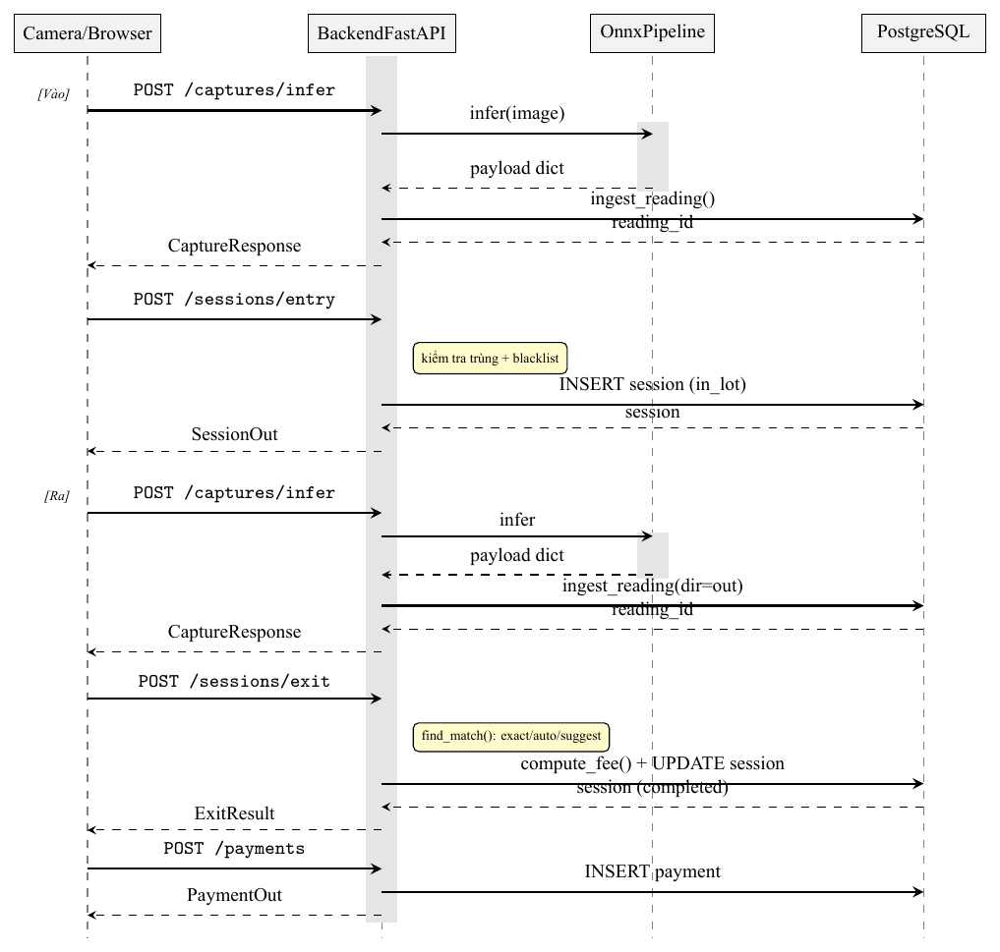 Camera/Browser
BackendFastAPI
OnnxPipeline
PostgreSQL
[Vào]
POST /captures/infer
infer(image)
payload dict
ingest_reading()
reading_id
CaptureResponse
POST /sessions/entry
kiểm tra trùng + blacklist
INSERT session (in_lot)
session
SessionOut
[Ra]
POST /captures/infer
infer
payload dict
ingest_reading(dir=out)
reading_id
CaptureResponse
POST /sessions/exit
find_match(): exact/auto/suggest
compute_fee() + UPDATE session
session (completed)
ExitResult
POST /payments
INSERT payment
PaymentOut